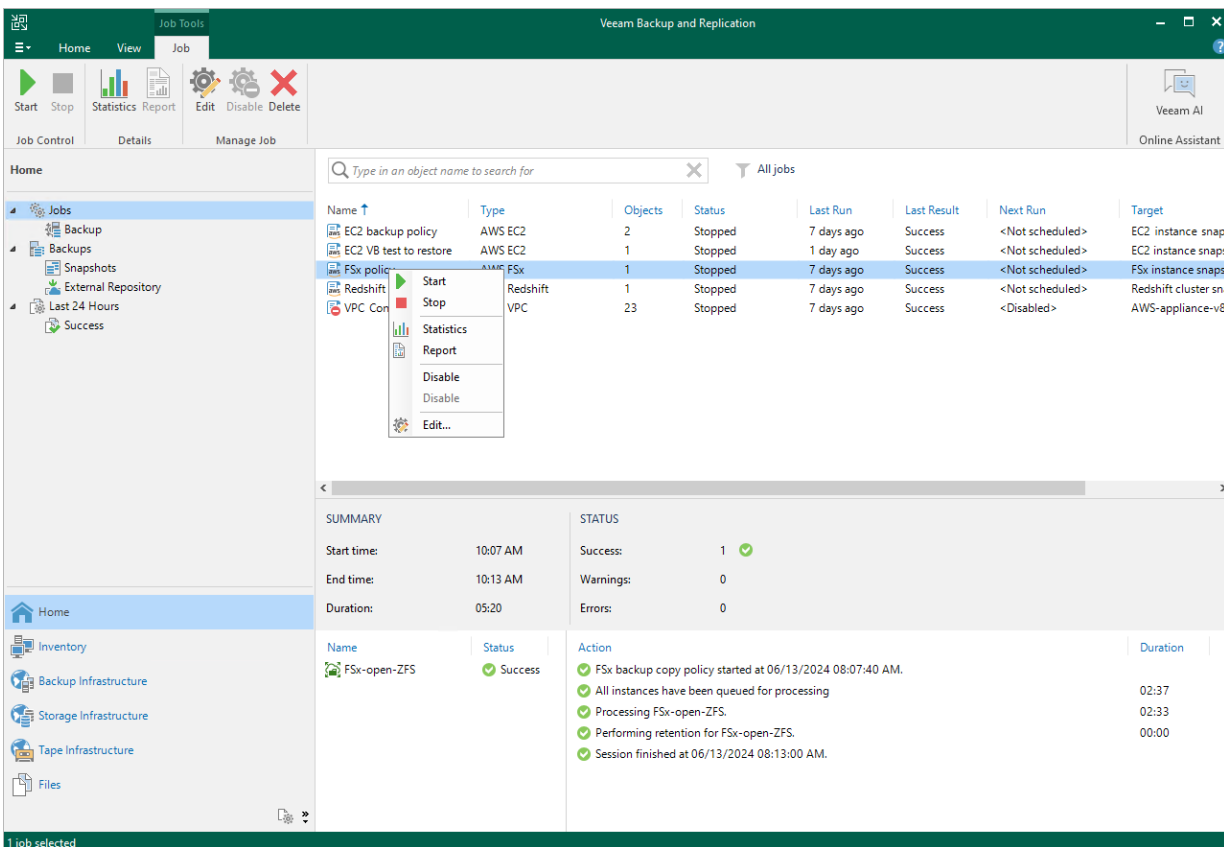 Job Tools
Veeam Backup and Replication
Home View Job
Start Stop Statistics Report Edit Disable Delete
Veeam AI
Job Control Details Manage Job Online Assistant
Home
Type in an object name to search for
All jobs
Jobs
Backup
Backups
Snapshots
External Repository
Last 24 Hours
Success
Name Type Objects Status Last Run Last Result Next Run Target
EC2 backup policy AWS EC2 2 Stopped 7 days ago Success <Not scheduled> EC2 instance snap
EC2 VB test to restore AWS EC2 1 Stopped 1 day ago Success <Not scheduled> EC2 instance snaps
FSx policy AWS FSx 1 Stopped 7 days ago Success <Not scheduled> FSx instance snaps
Redshift Redshift 1 Stopped 7 days ago Success <Not scheduled> Redshift cluster sn
VPC Con VPC 23 Stopped 7 days ago Success <Disabled> AWS-appliance-v8
Start
Stop
Statistics
Report
Disable
Disable
Edit...
SUMMARY
Start time: 10:07 AM
End time: 10:13 AM
Duration: 05:20
STATUS
Success: 1
Warnings: 0
Errors: 0
Home
Inventory
Backup Infrastructure
Storage Infrastructure
Tape Infrastructure
Files
Name Status
FSx-open-ZFS Success
Action Duration
FSx backup copy policy started at 06/13/2024 08:07:40 AM.
All instances have been queued for processing 02:37
Processing FSx-open-ZFS. 02:33
Performing retention for FSx-open-ZFS. 00:00
Session finished at 06/13/2024 08:13:00 AM.
1 job selected